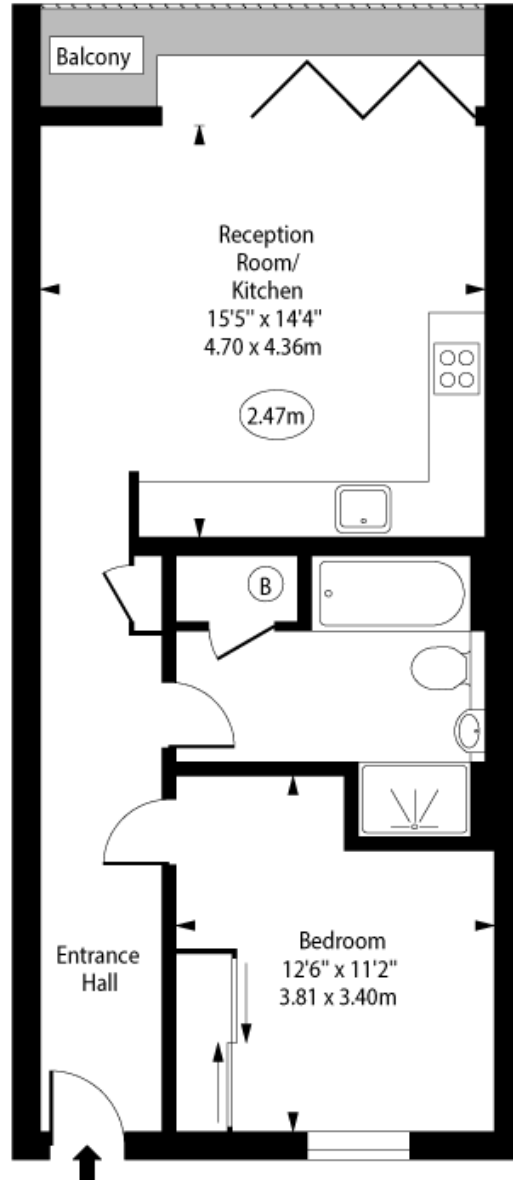 Balcony
Reception
Room/
Kitchen
15'5" x 14'4"
4.70 x 4.36m
2.47m
B
Entrance
Hall
Bedroom
12'6" x 11'2"
3.81 x 3.40m